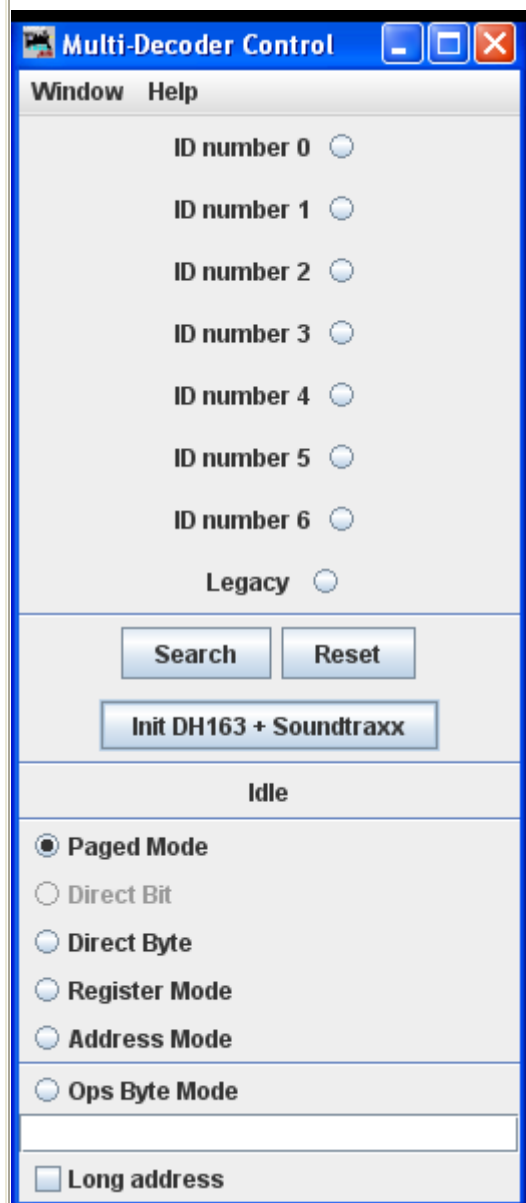 Multi-Decoder Control
Window Help
ID number 0
ID number 1
ID number 2
ID number 3
ID number 4
ID number 5
ID number 6
Legacy
Search Reset
Init DH163 + Soundtraxx
Idle
Paged Mode
Direct Bit
Direct Byte
Register Mode
Address Mode
Ops Byte Mode
Long address